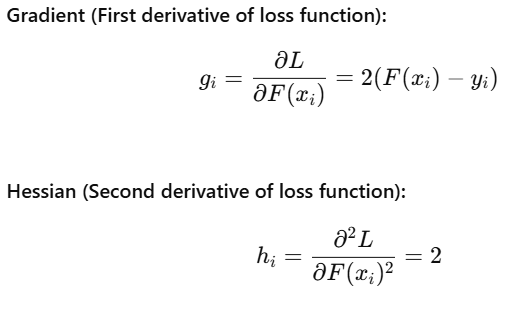 Gradient (First derivative of loss function):
g_i = ∂L / ∂F(x_i) = 2(F(x_i) − y_i)
Hessian (Second derivative of loss function):
h_i = ∂²L / ∂F(x_i)² = 2